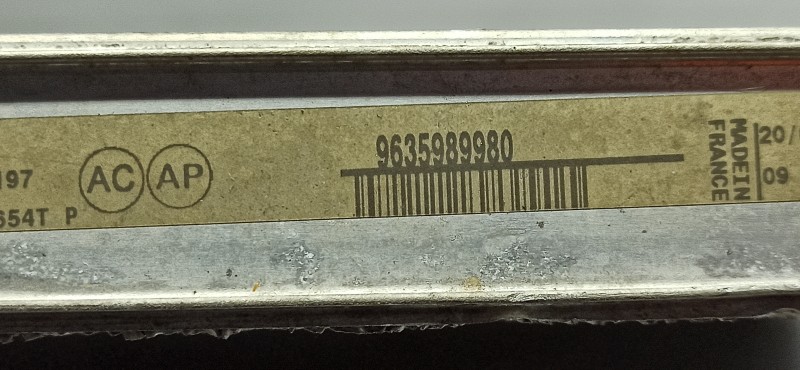 197
654T P
AC AP
9635989980
MADE IN
FRANCE
20/
09